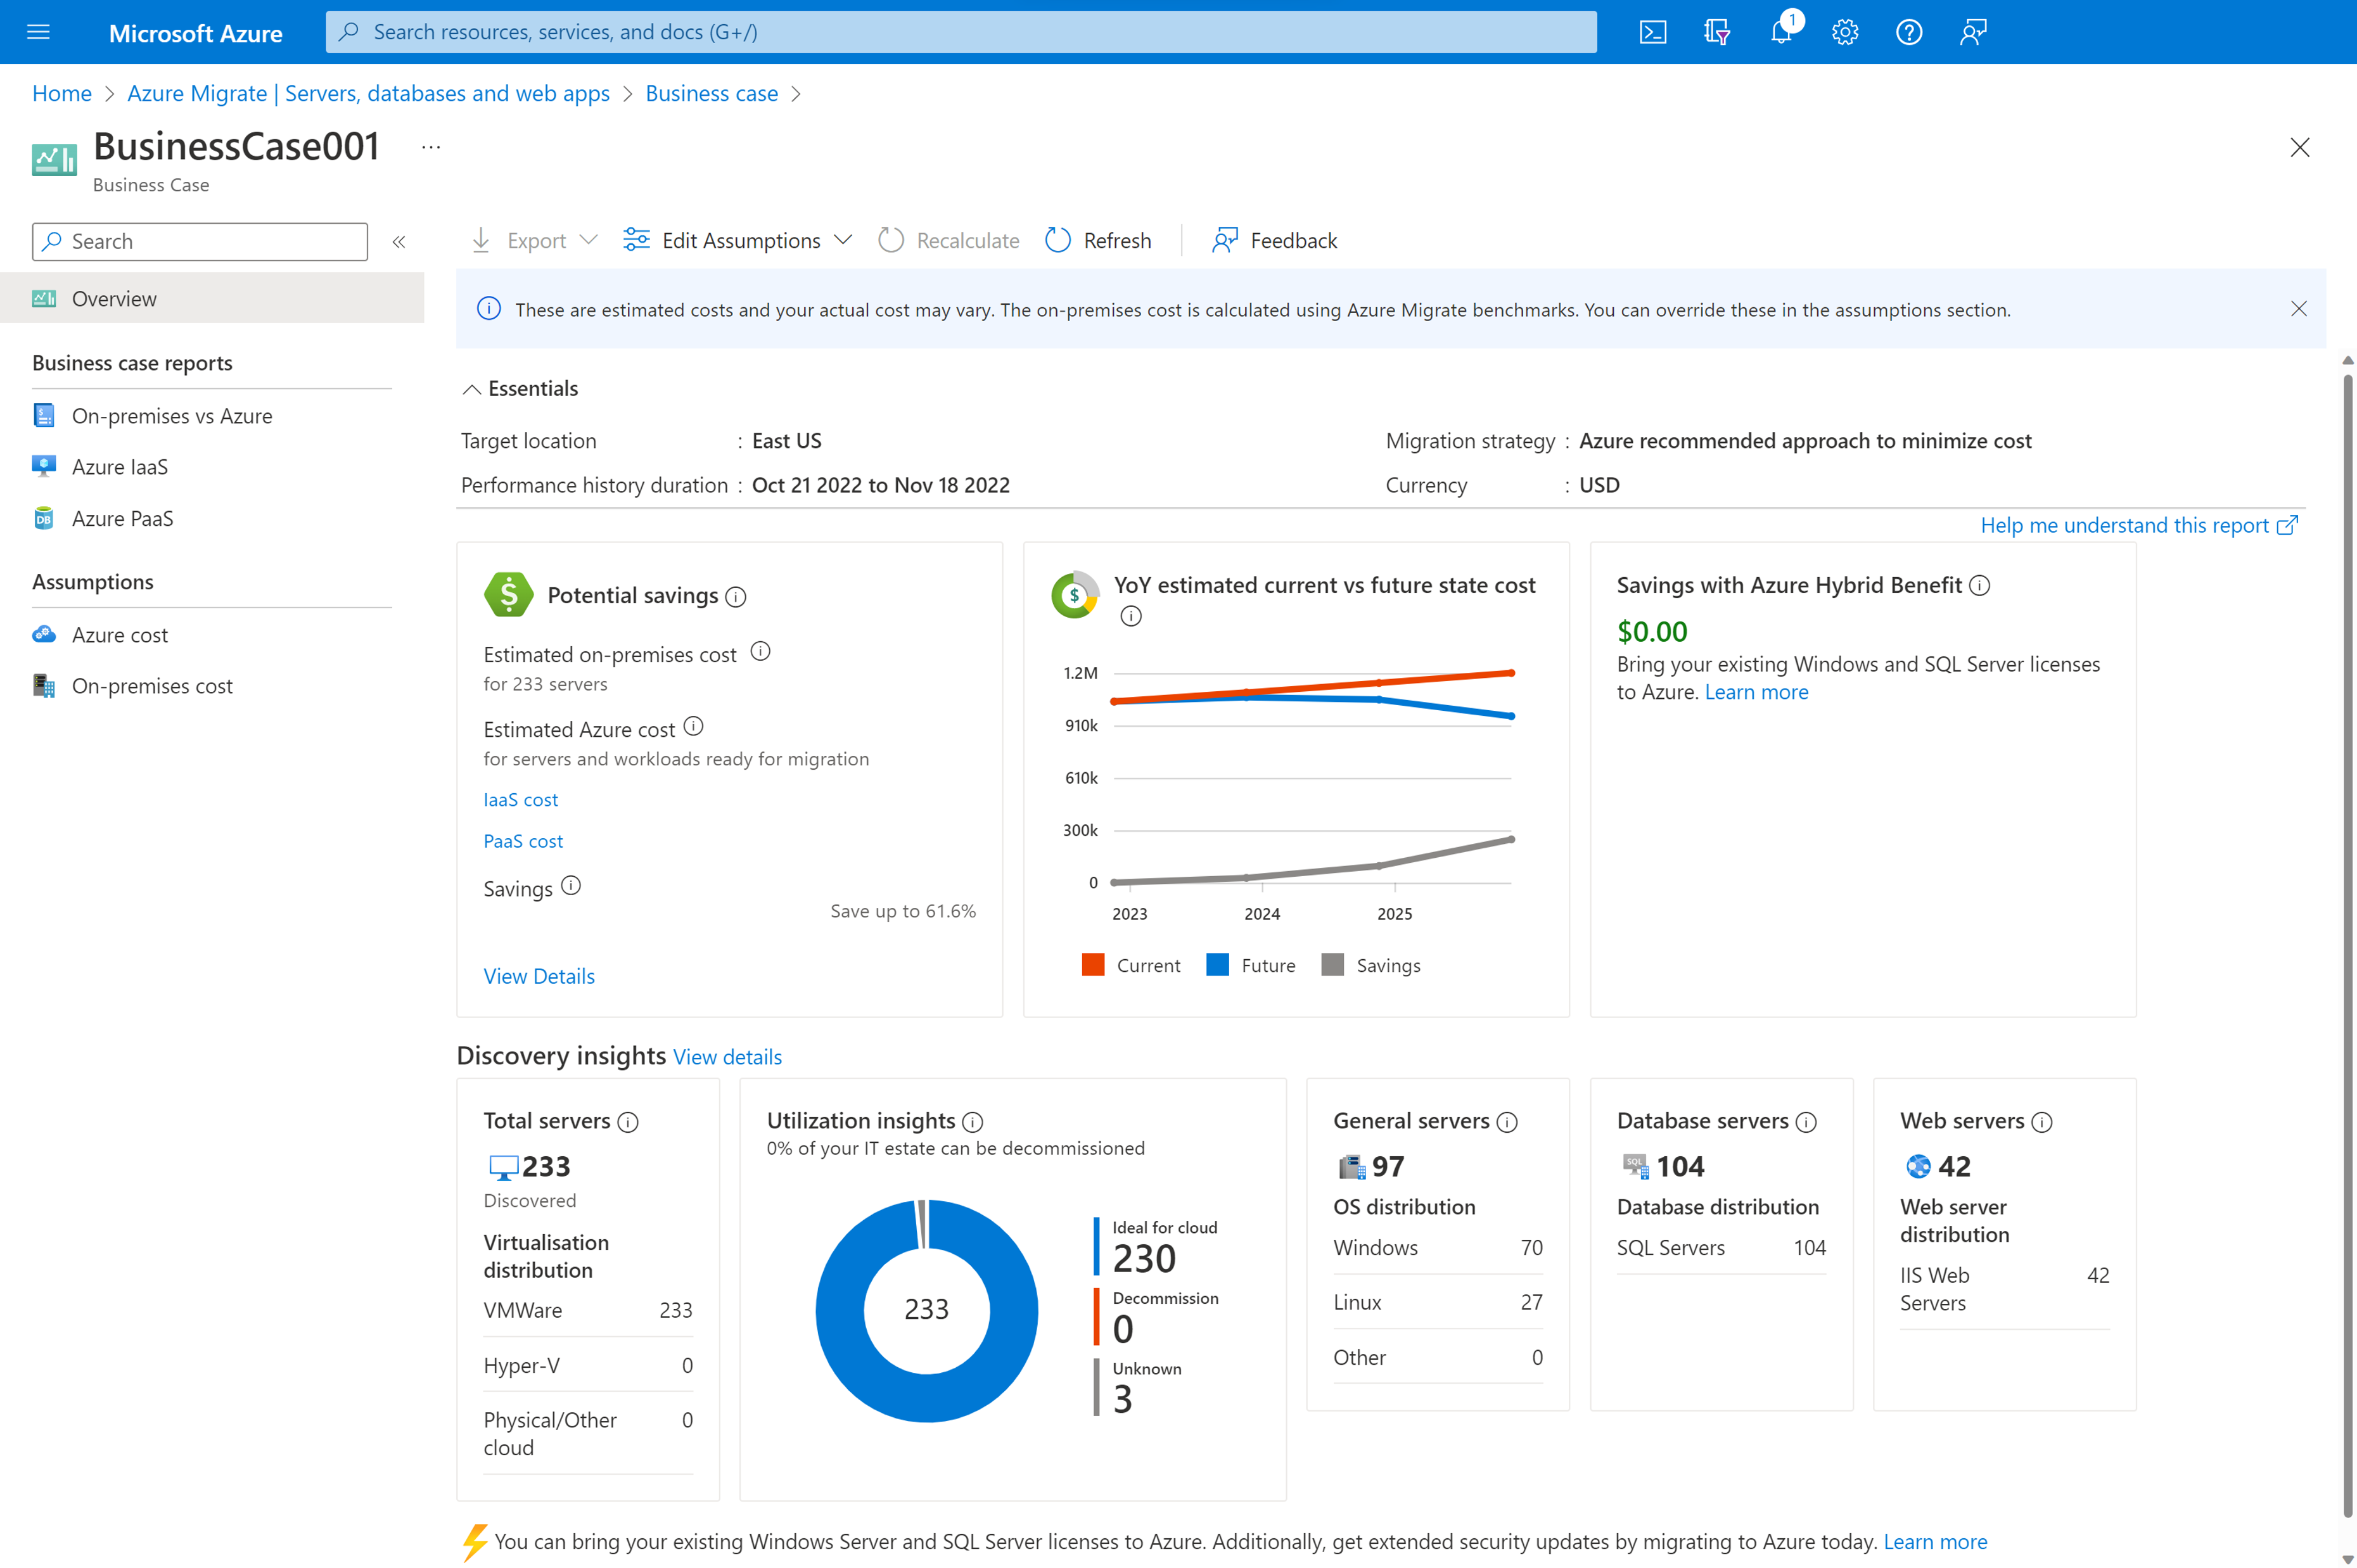 Microsoft Azure
Search resources, services, and docs (G+/)
1
Home > Azure Migrate | Servers, databases and web apps > Business case >
BusinessCase001 ...
Business Case
Search
«
Export
Edit Assumptions
Recalculate
Refresh
Feedback
Overview
Business case reports
On-premises vs Azure
Azure IaaS
Azure PaaS
Assumptions
Azure cost
On-premises cost
These are estimated costs and your actual cost may vary. The on-premises cost is calculated using Azure Migrate benchmarks. You can override these in the assumptions section.
Essentials
Target location : East US
Migration strategy : Azure recommended approach to minimize cost
Performance history duration : Oct 21 2022 to Nov 18 2022
Currency : USD
Help me understand this report
Potential savings
Estimated on-premises cost
for 233 servers
Estimated Azure cost
for servers and workloads ready for migration
IaaS cost
PaaS cost
Savings
Save up to 61.6%
View Details
YoY estimated current vs future state cost
1.2M
910k
610k
300k
0
2023 2024 2025
Current Future Savings
Savings with Azure Hybrid Benefit
$0.00
Bring your existing Windows and SQL Server licenses
to Azure. Learn more
Discovery insights View details
Total servers
233
Discovered
Virtualisation
distribution
VMWare 233
Hyper-V 0
Physical/Other 0
cloud
Utilization insights
0% of your IT estate can be decommissioned
233
Ideal for cloud
230
Decommission
0
Unknown
3
General servers
97
OS distribution
Windows 70
Linux 27
Other 0
Database servers
SQL
104
Database distribution
SQL Servers 104
Web servers
42
Web server
distribution
IIS Web 42
Servers
You can bring your existing Windows Server and SQL Server licenses to Azure. Additionally, get extended security updates by migrating to Azure today. Learn more